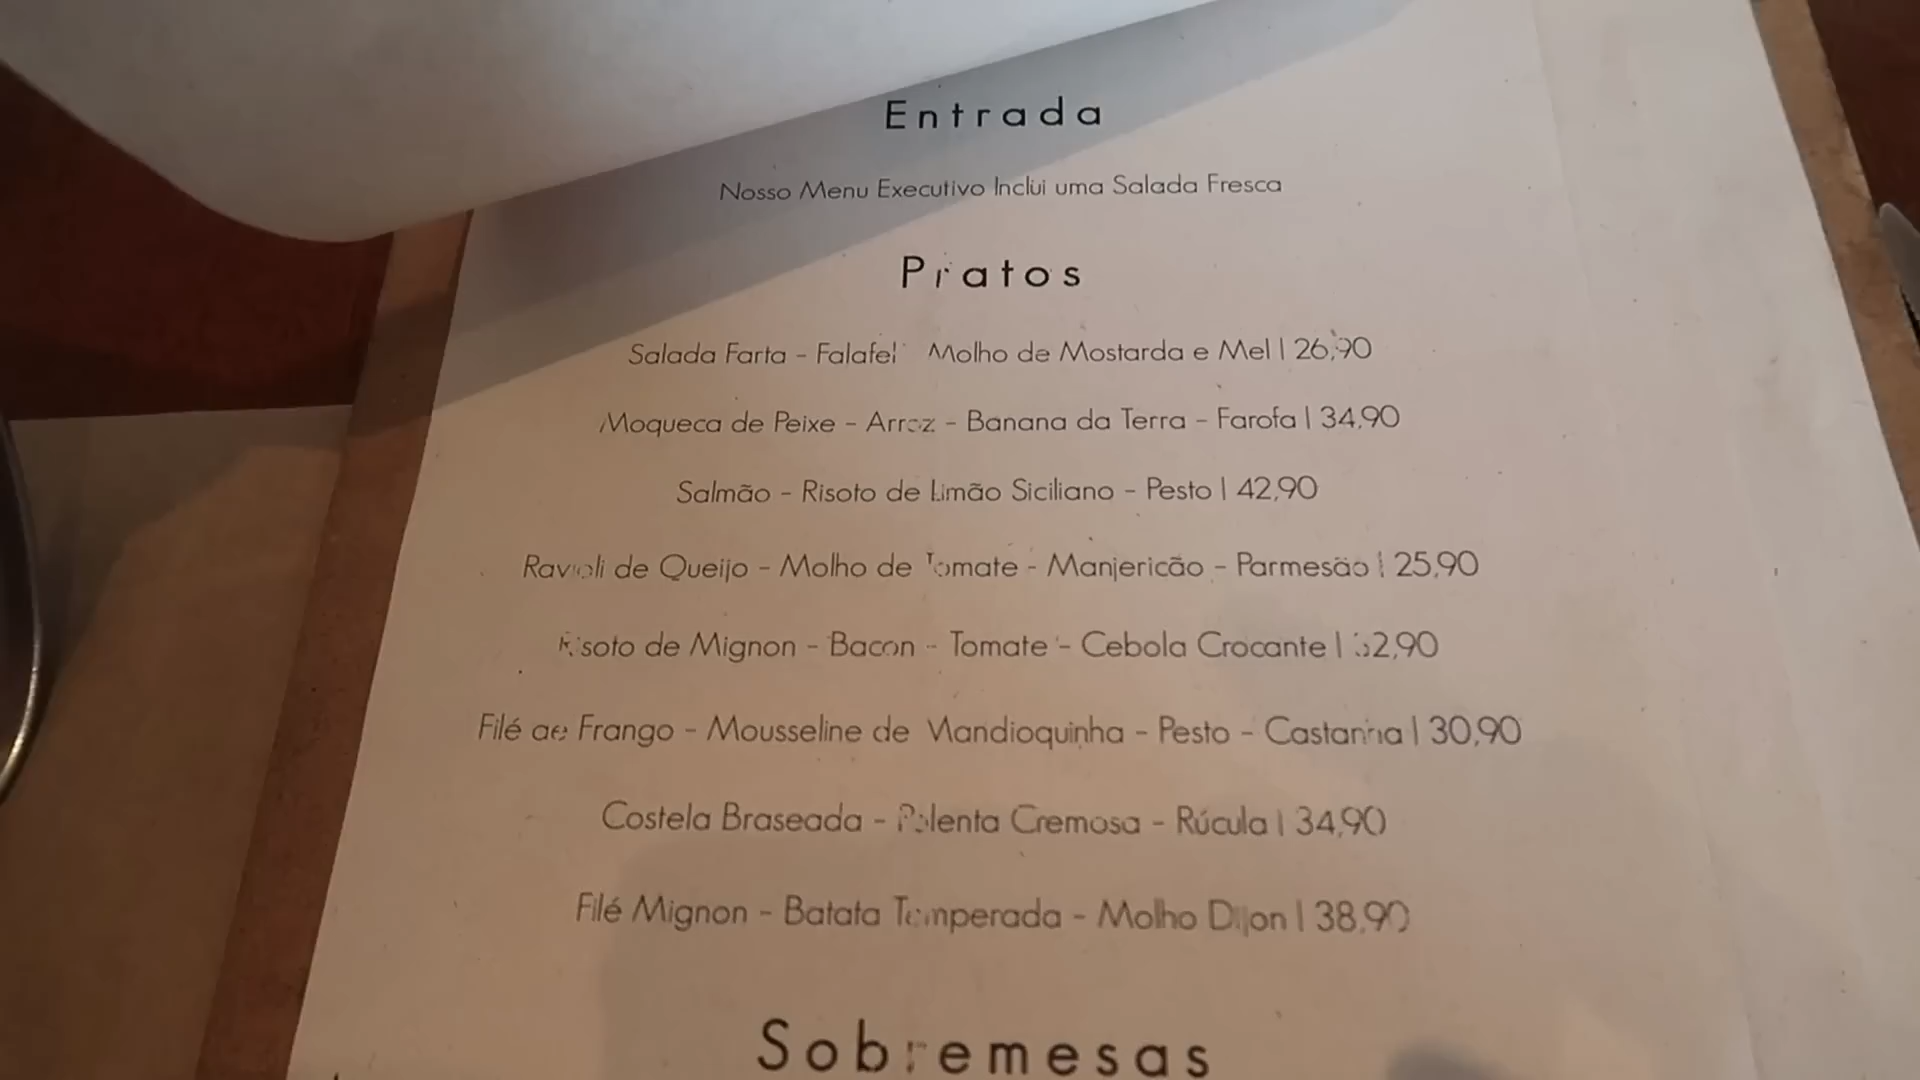 Entrada
Nosso Menu Executivo Inclui uma Salada Fresca
Pratos
Salada Farta - Falafel Molho de Mostarda e Mel | 26,90
Moqueca de Peixe - Arroz - Banana da Terra - Farofa | 34,90
Salmão - Risoto de Limão Siciliano - Pesto | 42,90
Ravioli de Queijo - Molho de Tomate - Manjericão - Parmesão | 25,90
Risoto de Mignon - Bacon - Tomate - Cebola Crocante |
Filé de Frango - Mousseline de Mandioquinha - Pesto - Castanha | 30,90
Costela Braseada - Polenta Cremosa - Rúcula | 34,90
Filé Mignon - Batata Temperada - Molho Dijon | 38,90
Sobremesas